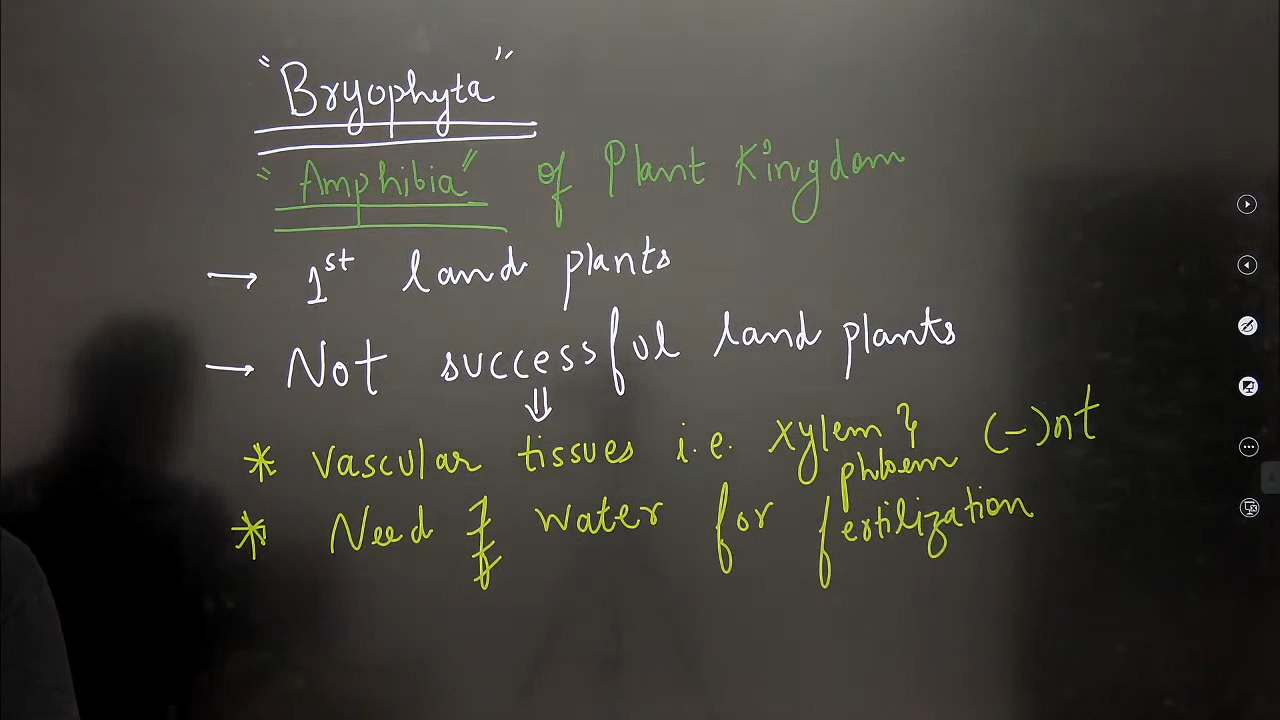 "Bryophyta"
"Amphibia" of Plant Kingdom
→ 1st land plants
→ Not successful land plants
⇓
* vascular tissues i.e. xylem & phloem (-)nt
* Need of water for fertilization